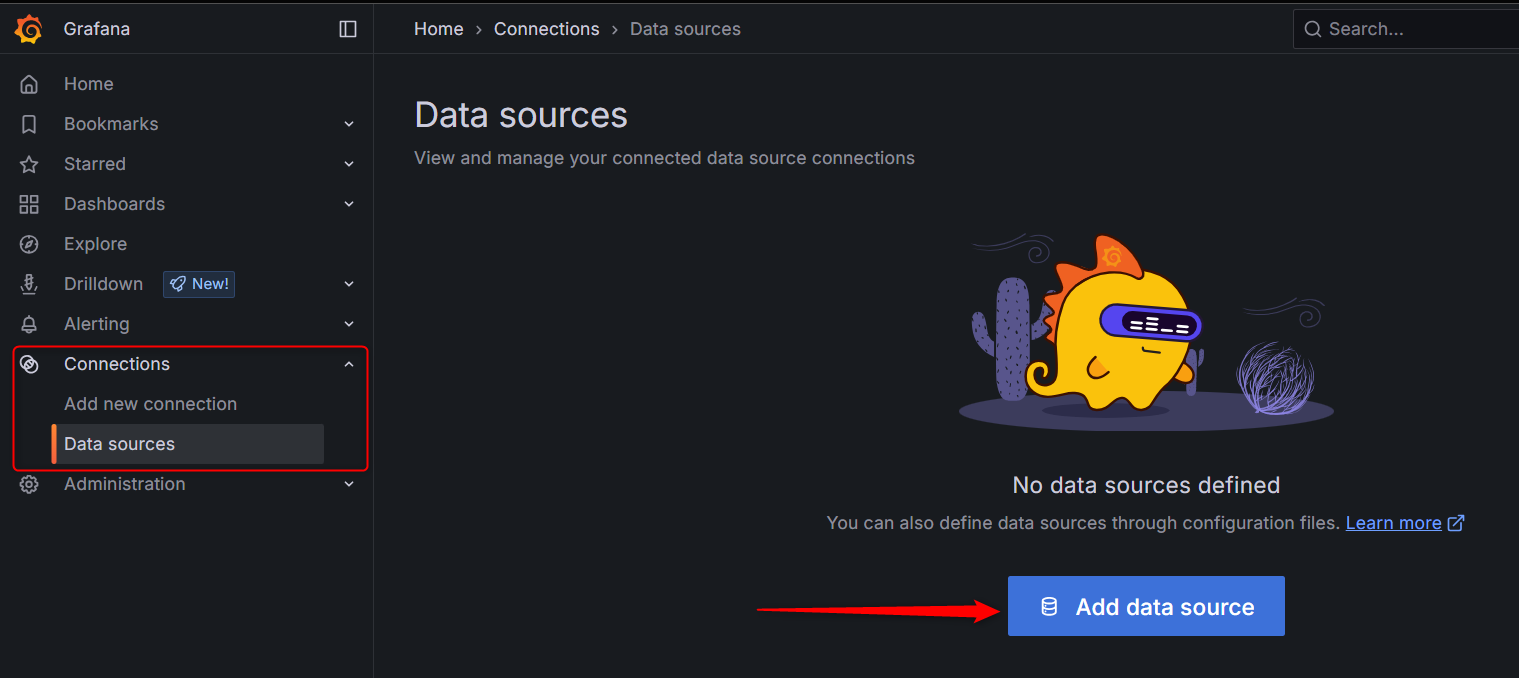 Grafana
Home
Bookmarks
Starred
Dashboards
Explore
Drilldown New!
Alerting
Connections
Add new connection
Data sources
Administration
Home › Connections › Data sources
Search...
Data sources
View and manage your connected data source connections
No data sources defined
You can also define data sources through configuration files. Learn more
Add data source